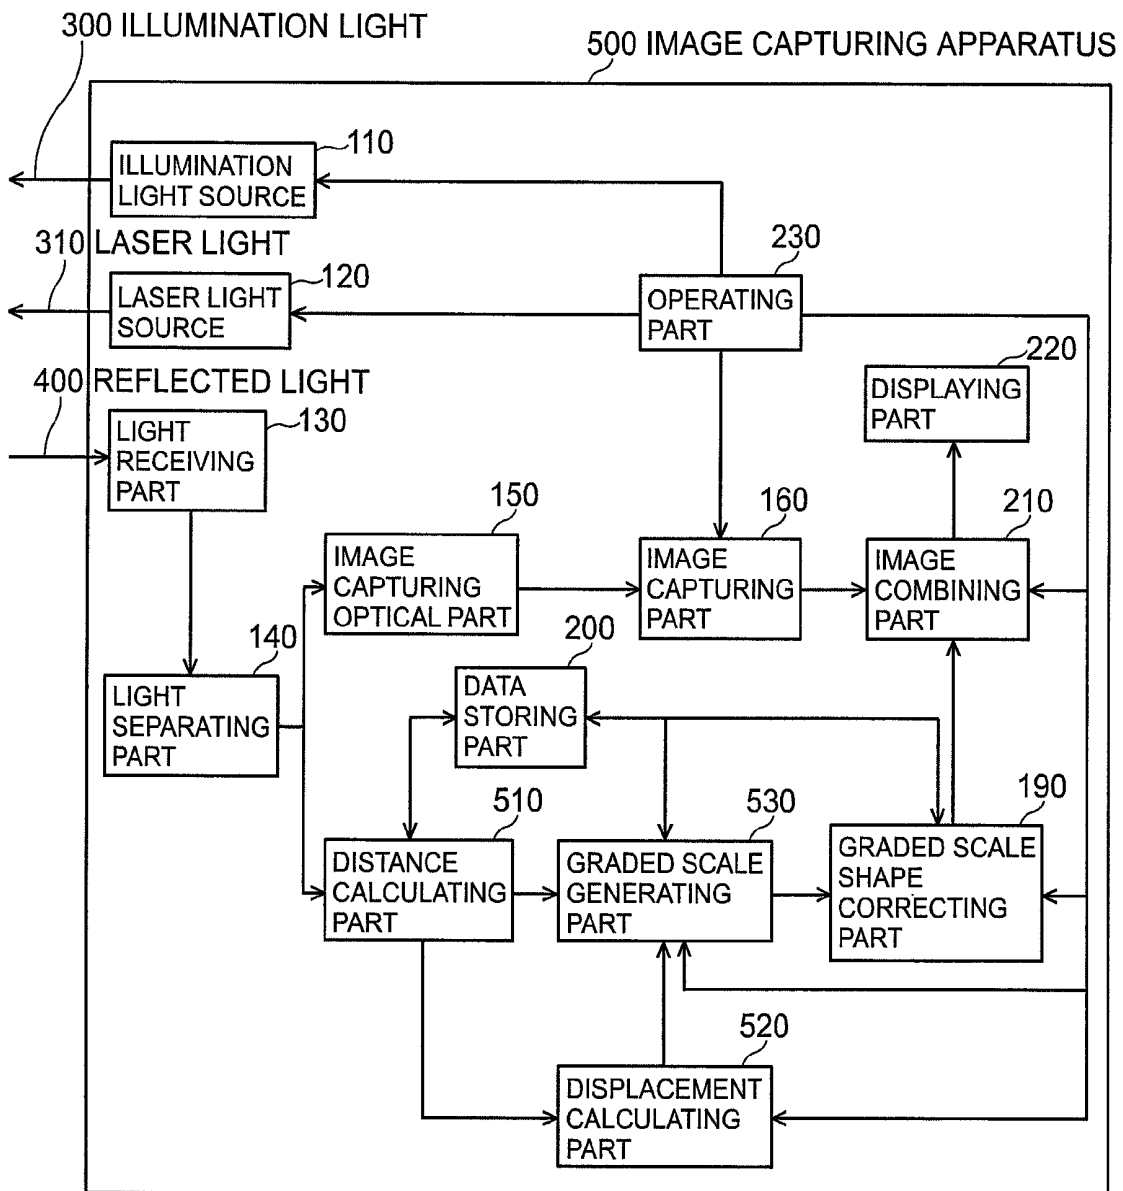 300 ILLUMINATION LIGHT
500 IMAGE CAPTURING APPARATUS
110
ILLUMINATION
LIGHT SOURCE
310 LASER LIGHT
120
LASER LIGHT
SOURCE
230
OPERATING
PART
220
DISPLAYING
PART
400 REFLECTED LIGHT
130
LIGHT
RECEIVING
PART
150
IMAGE
CAPTURING
OPTICAL PART
160
IMAGE
CAPTURING
PART
210
IMAGE
COMBINING
PART
140
LIGHT
SEPARATING
PART
200
DATA
STORING
PART
510
DISTANCE
CALCULATING
PART
530
GRADED SCALE
GENERATING
PART
190
GRADED SCALE
SHAPE
CORRECTING
PART
520
DISPLACEMENT
CALCULATING
PART